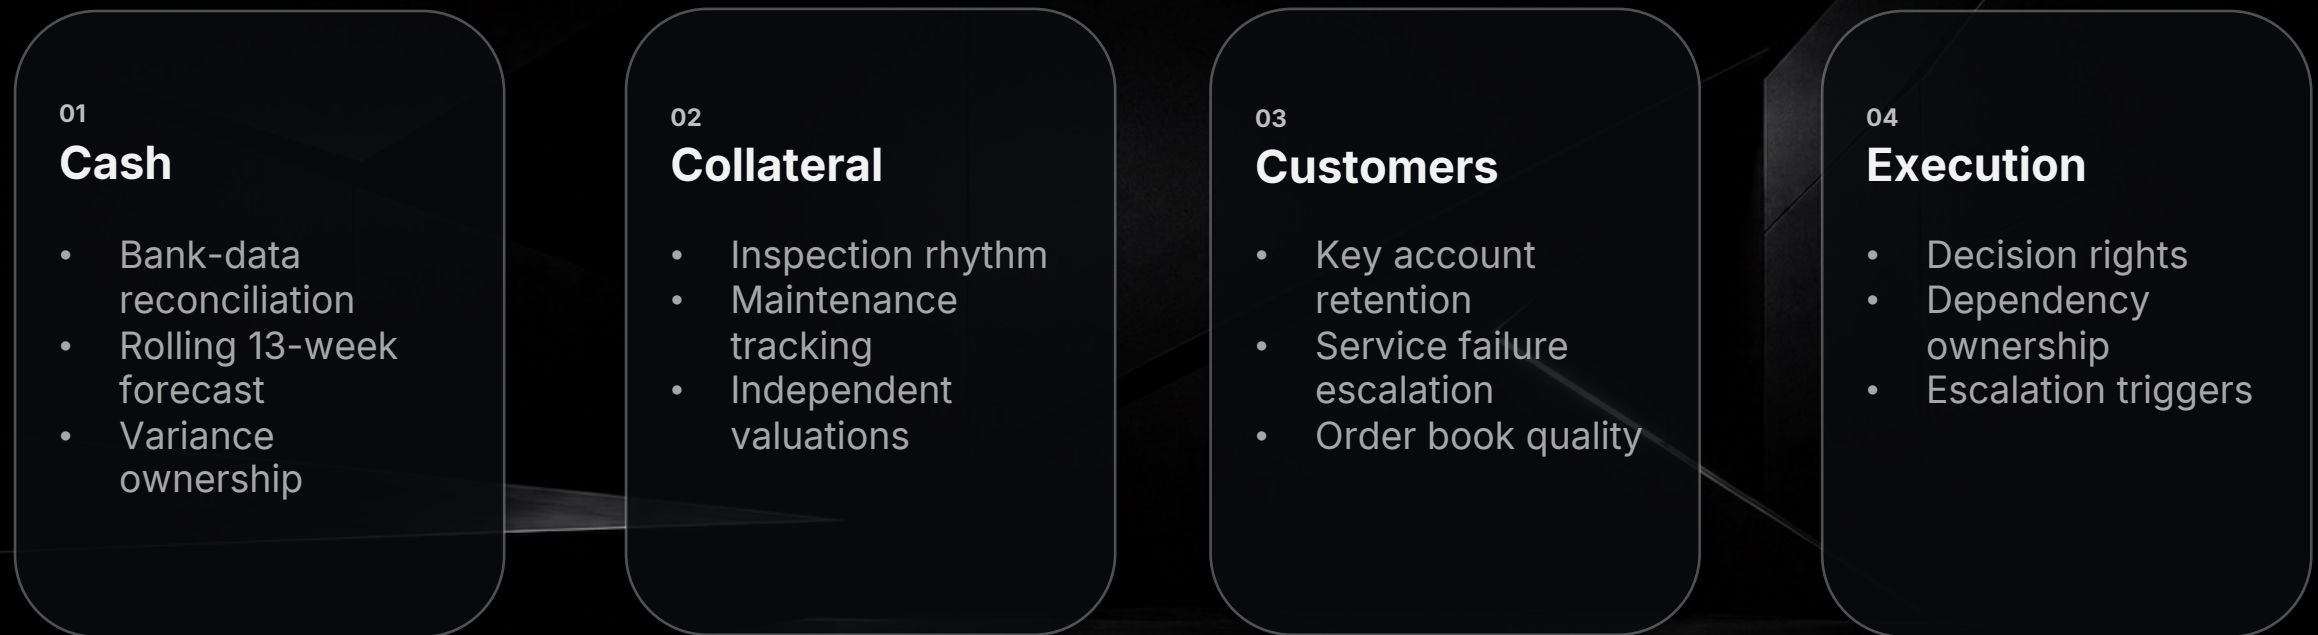 01
Cash
• Bank-data
reconciliation
• Rolling 13-week
forecast
• Variance
ownership
02
Collateral
• Inspection rhythm
• Maintenance
tracking
• Independent
valuations
03
Customers
• Key account
retention
• Service failure
escalation
• Order book quality
04
Execution
• Decision rights
• Dependency
ownership
• Escalation triggers